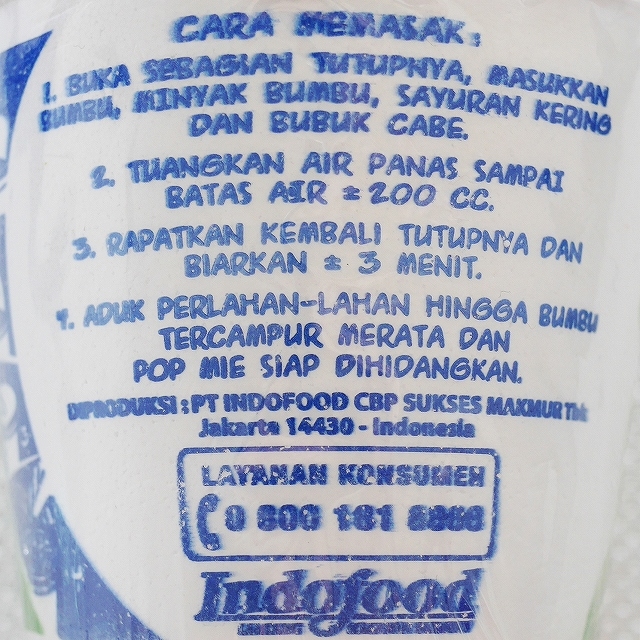 CARA MEMASAK :
1. BUKA SEBAGIAN TUTUPNYA, MASUKKAN
BUMBU, MINYAK BUMBU, SAYURAN KERING
DAN BUBUK CABE.
2. TUANGKAN AIR PANAS SAMPAI
BATAS AIR ± 200 CC.
3. RAPATKAN KEMBALI TUTUPNYA DAN
BIARKAN ± 3 MENIT.
4. ADUK PERLAHAN-LAHAN HINGGA BUMBU
TERCAMPUR MERATA DAN
POP MIE SIAP DIHIDANGKAN.
DIPRODUKSI : PT INDOFOOD CBP SUKSES MAKMUR Tbk
Jakarta 14430 - Indonesia
LAYANAN KONSUMEN
0 800 181 8888
Indofood